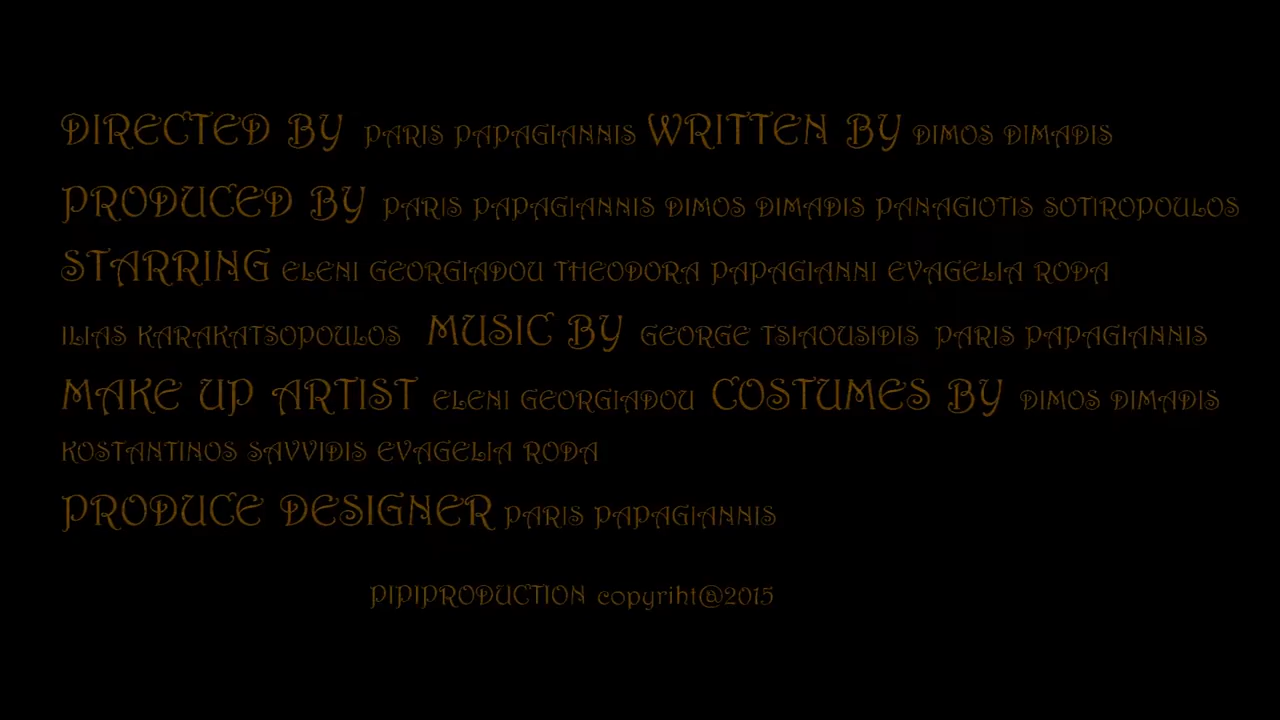 DIRECTED BY PARIS PAPAGIANNIS WRITTEN BY DIMOS DIMADIS
PRODUCED BY PARIS PAPAGIANNIS DIMOS DIMADIS PANAGIOTIS SOTIROPOULOS
STARRING ELENI GEORGIADOU THEODORA PAPAGIANNI EVAGELIA RODA
ILIAS KARAKATSOPOULOS MUSIC BY GEORGE TSIAOUSIDIS PARIS PAPAGIANNIS
MAKE UP ARTIST ELENI GEORGIADOU COSTUMES BY DIMOS DIMADIS
KOSTANTINOS SAVVIDIS EVAGELIA RODA
PRODUCE DESIGNER PARIS PAPAGIANNIS
PIPIPRODUCTION copyriht@2015